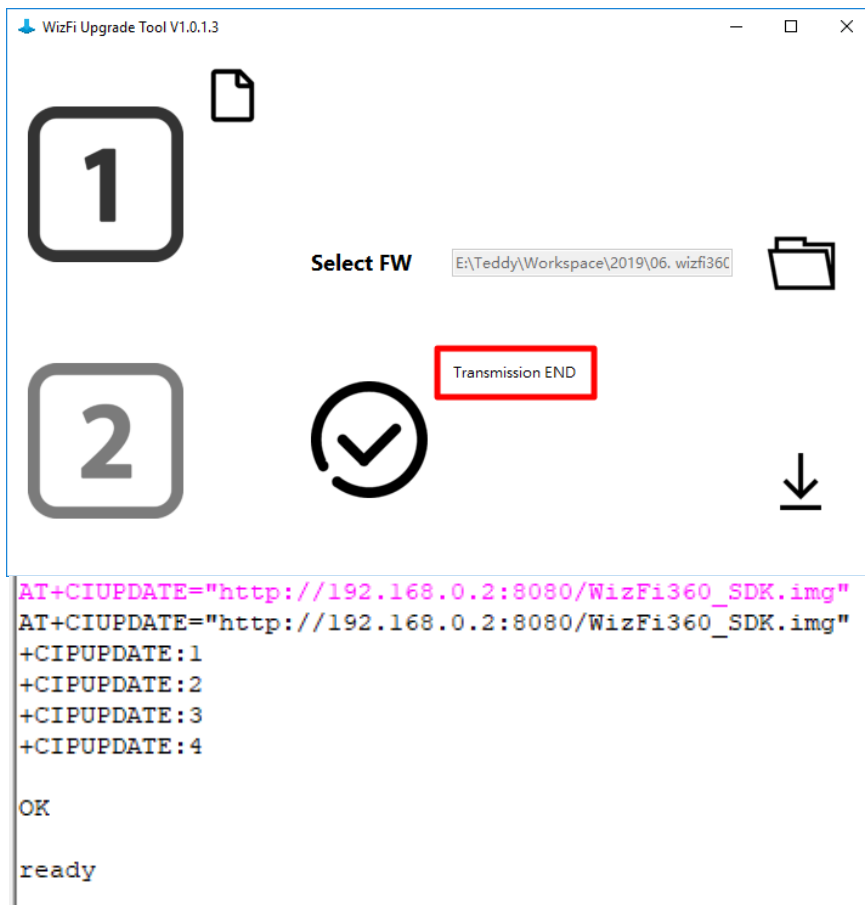 WizFi Upgrade Tool V1.0.1.3
1
Select FW
E:\Teddy\Workspace\2019\06. wizfi360
Transmission END
2
AT+CIUPDATE="http://192.168.0.2:8080/WizFi360_SDK.img"
AT+CIUPDATE="http://192.168.0.2:8080/WizFi360_SDK.img"
+CIPUPDATE:1
+CIPUPDATE:2
+CIPUPDATE:3
+CIPUPDATE:4
OK
ready